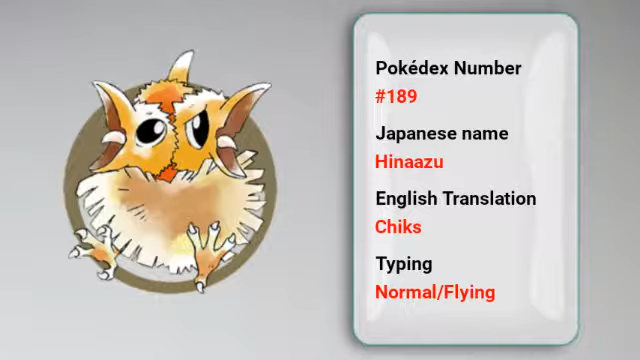 Pokédex Number
#189
Japanese name
Hinaazu
English Translation
Chiks
Typing
Normal/Flying